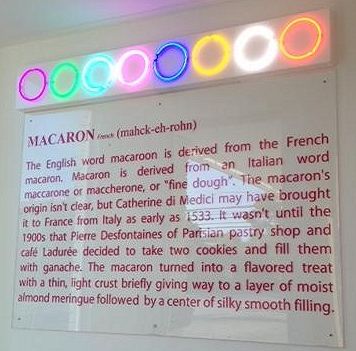 MACARON French (mahck-eh-rohn)
The English word macaroon is derived from the French
macaron. Macaron is derived from an Italian word
maccarone or maccherone, or "fine dough". The macaron's
origin isn't clear, but Catherine di Medici may have brought
it to France from Italy as early as 1533. It wasn't until the
1900s that Pierre Desfontaines of Parisian pastry shop and
café Ladurée decided to take two cookies and fill them
with ganache. The macaron turned into a flavored treat
with a thin, light crust briefly giving way to a layer of moist
almond meringue followed by a center of silky smooth filling.